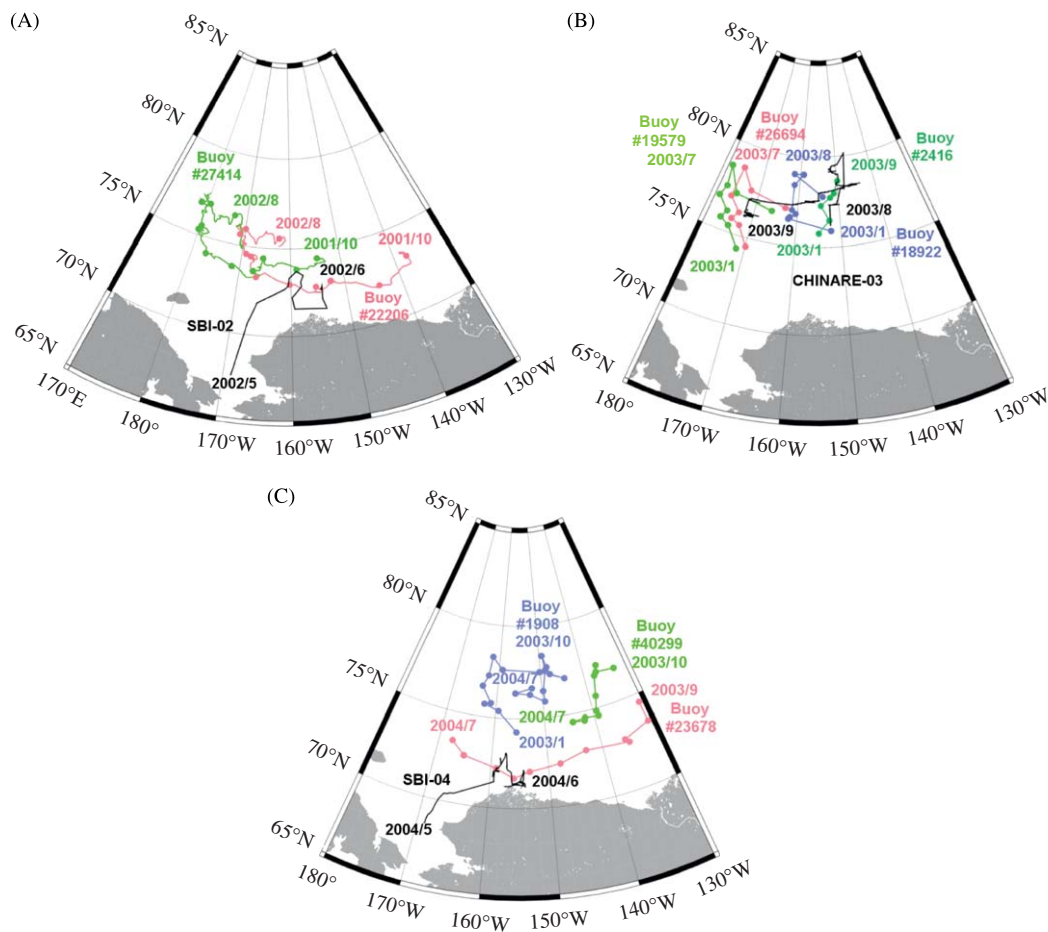 (A)
85°N
80°N
75°N
70°N
65°N
170°E
180°
170°W
160°W
150°W
140°W
130°W
Buoy
#27414
2002/8
2002/8
2001/10
2001/10
2002/6
Buoy
#22206
SBI-02
2002/5
(B)
85°N
80°N
75°N
70°N
65°N
180°
170°W
160°W
150°W
140°W
130°W
Buoy
#19579
2003/7
Buoy
#26694
2003/7
2003/8
Buoy
#2416
2003/9
2003/8
2003/9
2003/1
2003/1
2003/1
Buoy
#18922
CHINARE-03
(C)
85°N
80°N
75°N
70°N
65°N
180°
170°W
160°W
150°W
140°W
130°W
Buoy
#1908
2003/10
Buoy
#40299
2003/10
2004/7
2003/9
Buoy
#23678
2004/7
2004/7
2003/1
SBI-04
2004/6
2004/5